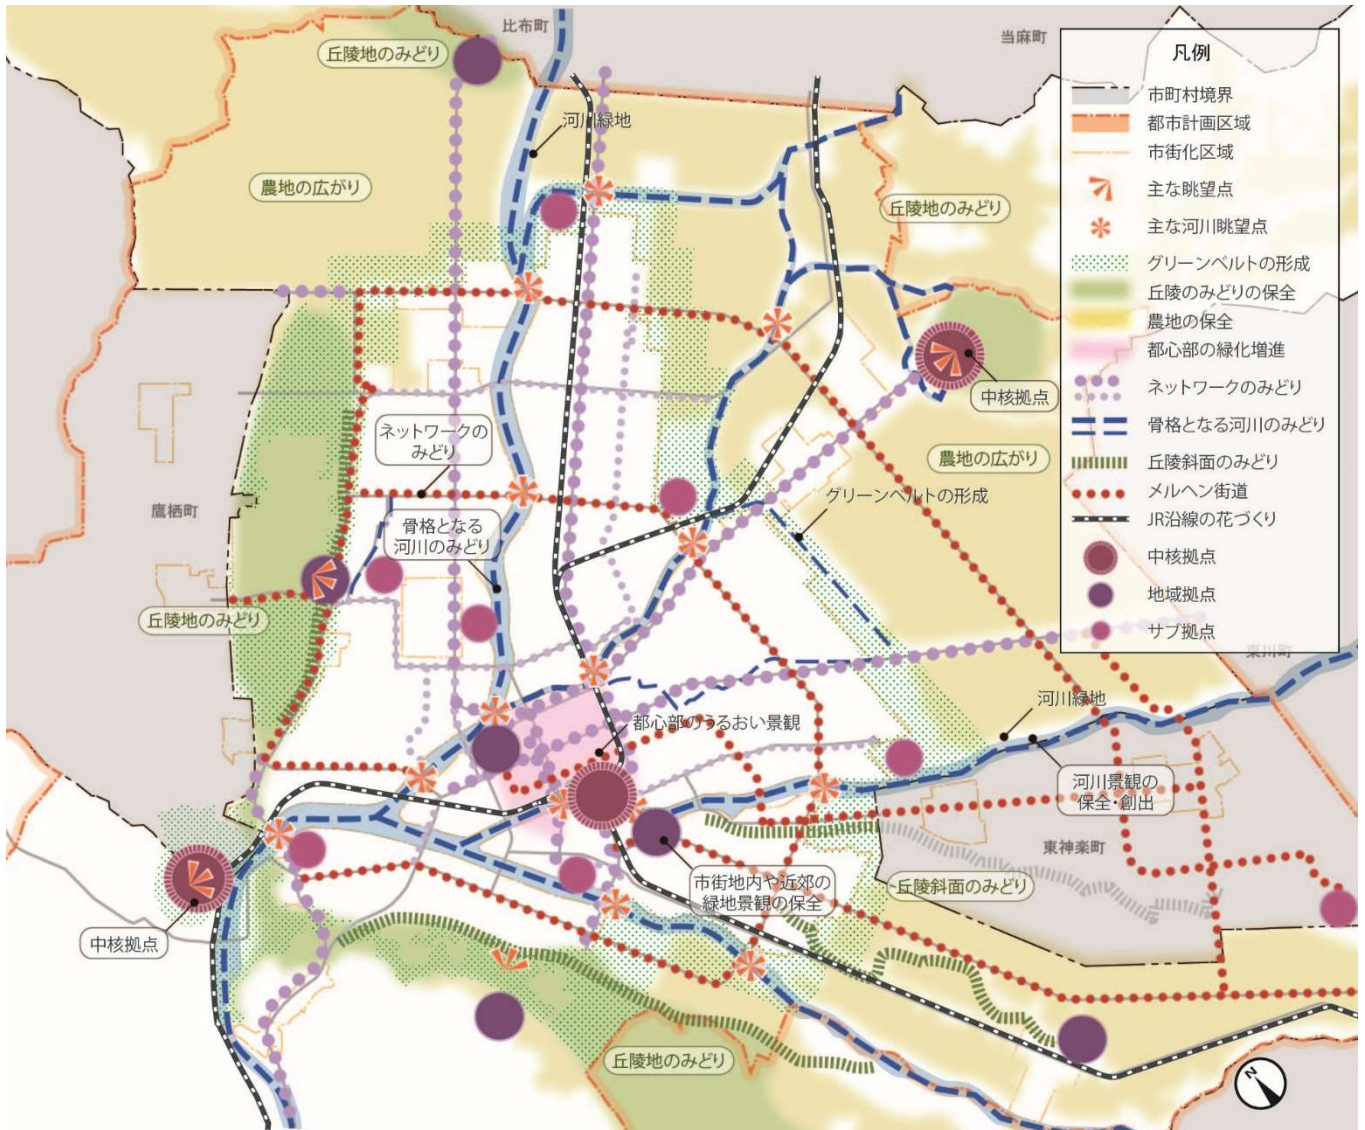 比布町
当麻町
丘陵地のみどり
凡例
市町村境界
都市計画区域
市街化区域
主な眺望点
主な河川眺望点
グリーンベルトの形成
丘陵のみどりの保全
農地の保全
都心部の緑化増進
ネットワークのみどり
骨格となる河川のみどり
丘陵斜面のみどり
メルヘン街道
JR沿線の花づくり
中核拠点
地域拠点
サブ拠点
河川緑地
農地の広がり
丘陵地のみどり
中核拠点
ネットワークの
みどり
農地の広がり
グリーンベルトの形成
鷹栖町
骨格となる
河川のみどり
丘陵地のみどり
東川町
河川緑地
都心部のうるおい景観
河川景観の
保全・創出
東神楽町
市街地内や近郊の
緑地景観の保全
丘陵斜面のみどり
中核拠点
丘陵地のみどり
N